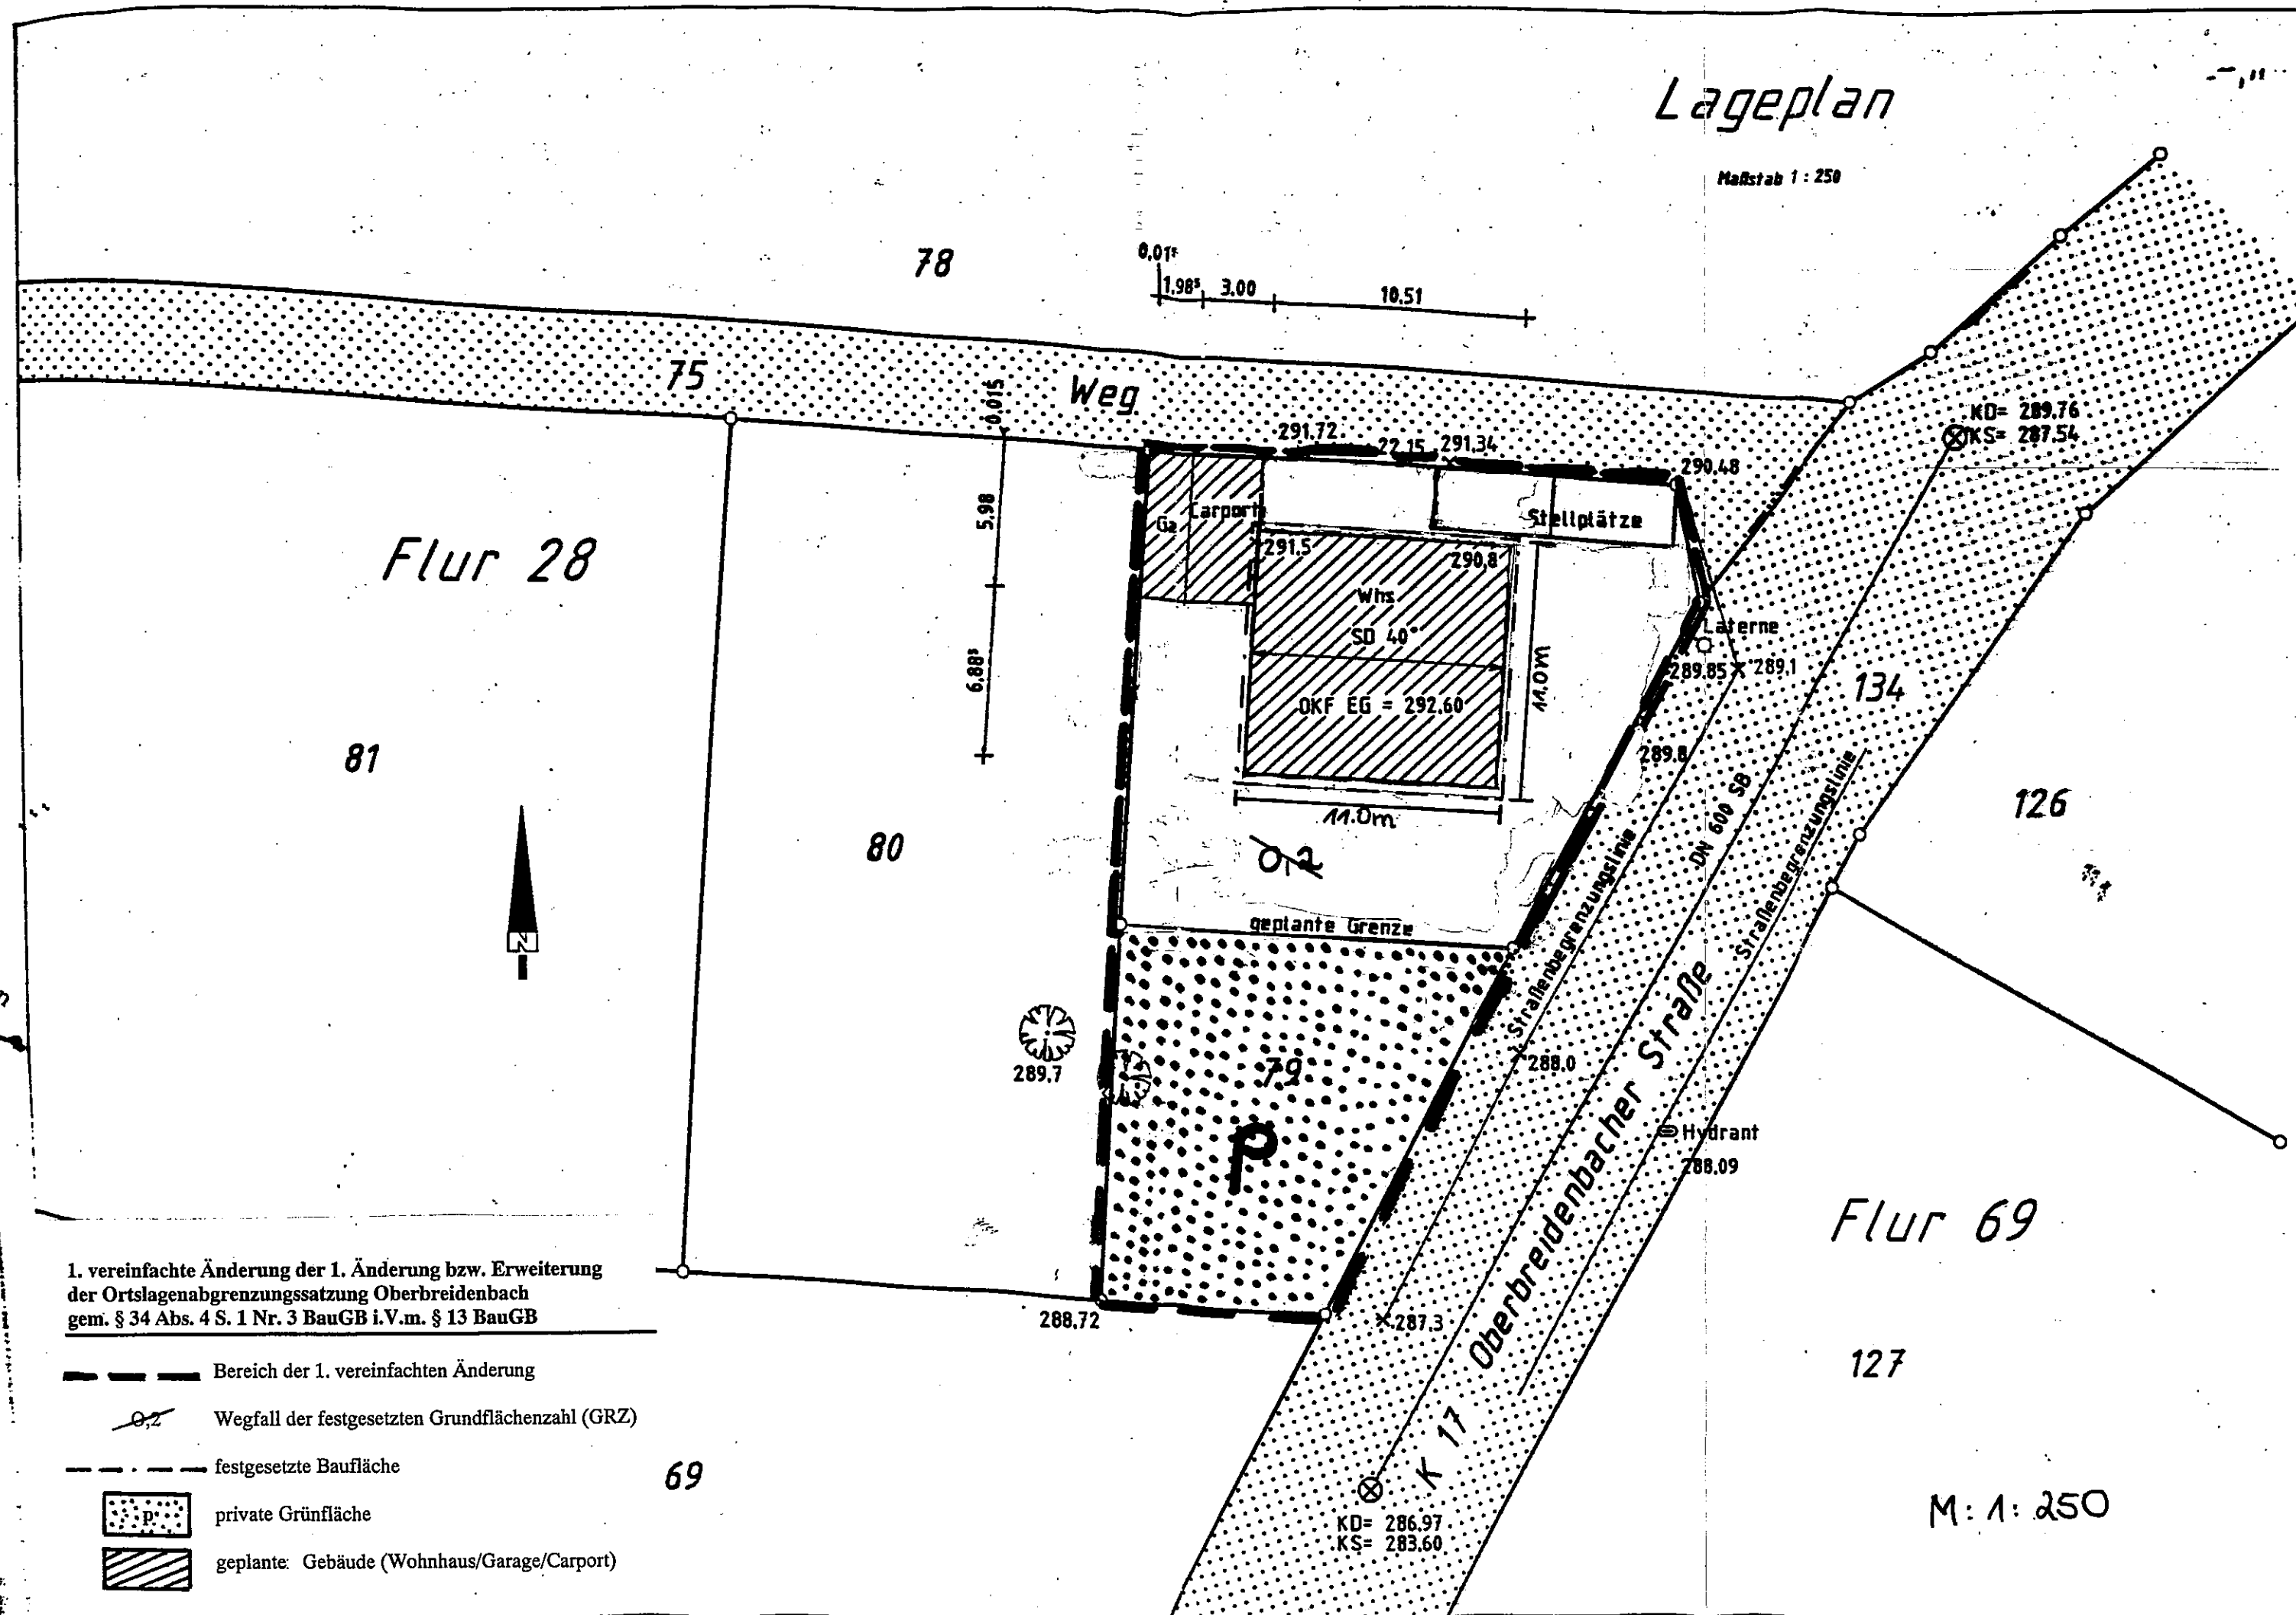 Lageplan
Maßstab 1 : 250
78
0,01⁵
1,98⁵ 3,00 10,51
75
Weg
0.015
5,98
6,88⁵
291,72 22,15 291,34
290,48
KD= 289,76
KS= 287,54
Ga
Carport
Stellplätze
291,5
290,8
Whs
SD 40°
OKF EG = 292,60
11.0m
11.0m
0,2
Laterne
289,85
289,1
289,8
134
Flur 28
81
80
N
126
geplante Grenze
Straßenbegrenzungslinie
DN 600 SB
Straßenbegrenzungslinie
289,7
79
p
288,0
Hydrant
288,09
K 17 Oberbreidenbacher Straße
Flur 69
127
288,72
287,3
69
KD= 286,97
KS= 283,60
M: 1: 250
1. vereinfachte Änderung der 1. Änderung bzw. Erweiterung
der Ortslagenabgrenzungssatzung Oberbreidenbach
gem. § 34 Abs. 4 S. 1 Nr. 3 BauGB i.V.m. § 13 BauGB
Bereich der 1. vereinfachten Änderung
0,2 Wegfall der festgesetzten Grundflächenzahl (GRZ)
festgesetzte Baufläche
p private Grünfläche
geplante: Gebäude (Wohnhaus/Garage/Carport)